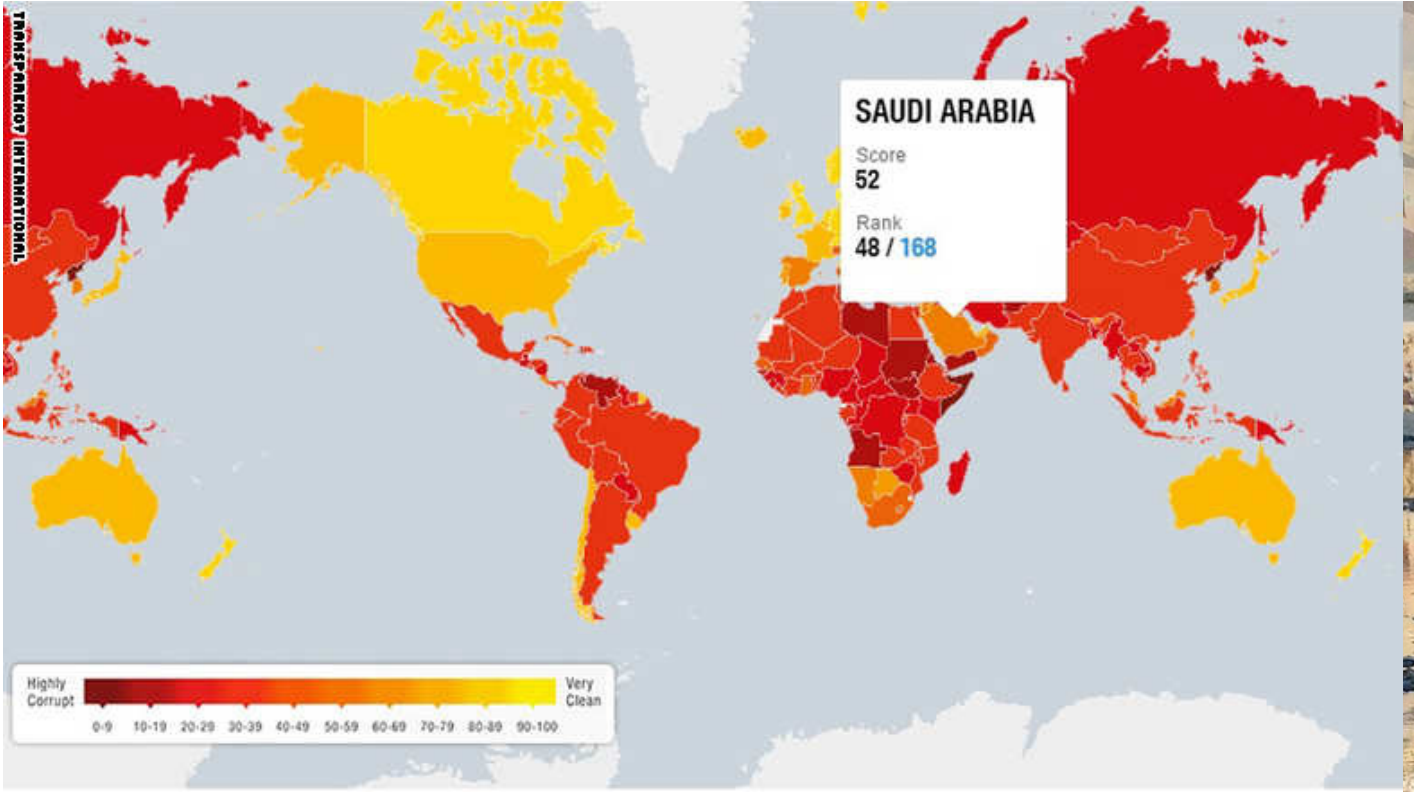 TRANSPARENCY INTERNATIONAL
SAUDI ARABIA
Score
52
Rank
48 / 168
Highly
Corrupt
0-9 10-19 20-29 30-39 40-49 50-59 60-69 70-79 80-89 90-100
Very
Clean